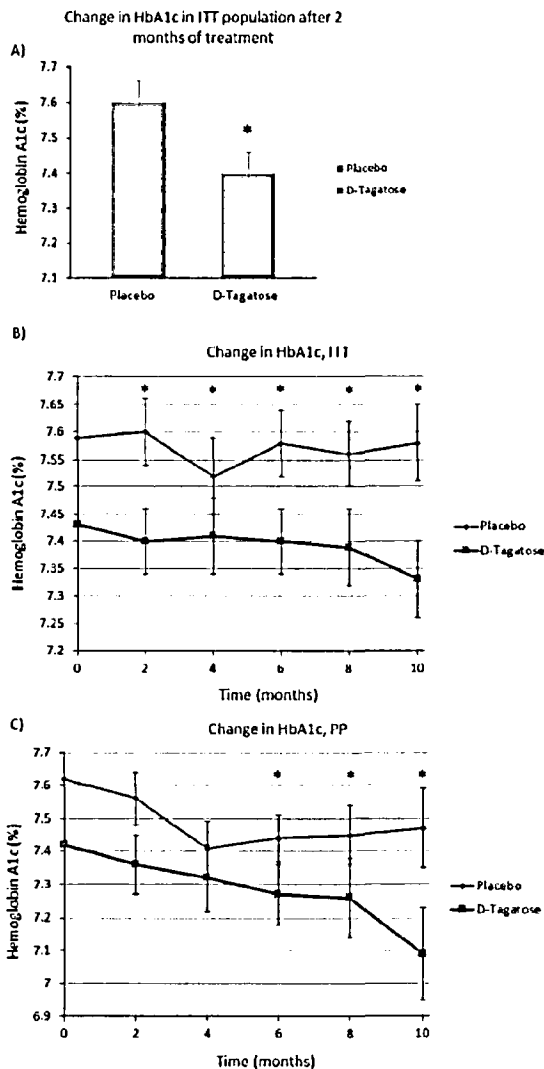 Change in HbA1c in ITT population after 2
months of treatment
A)
7.7
7.6
7.5
7.4
7.3
7.2
7.1
Hemoglobin A1c (%)
*
Placebo
D-Tagatose
Placebo
D-Tagatose
B)
Change in HbA1c, ITT
7.7
7.65
7.6
7.55
7.5
7.45
7.4
7.35
7.3
7.25
7.2
Hemoglobin A1c (%)
* * * * *
Placebo
D-Tagatose
0 2 4 6 8 10
Time (months)
C)
Change in HbA1c, PP
7.7
7.6
7.5
7.4
7.3
7.2
7.1
7
6.9
Hemoglobin A1c (%)
* * *
Placebo
D-Tagatose
0 2 4 6 8 10
Time (months)